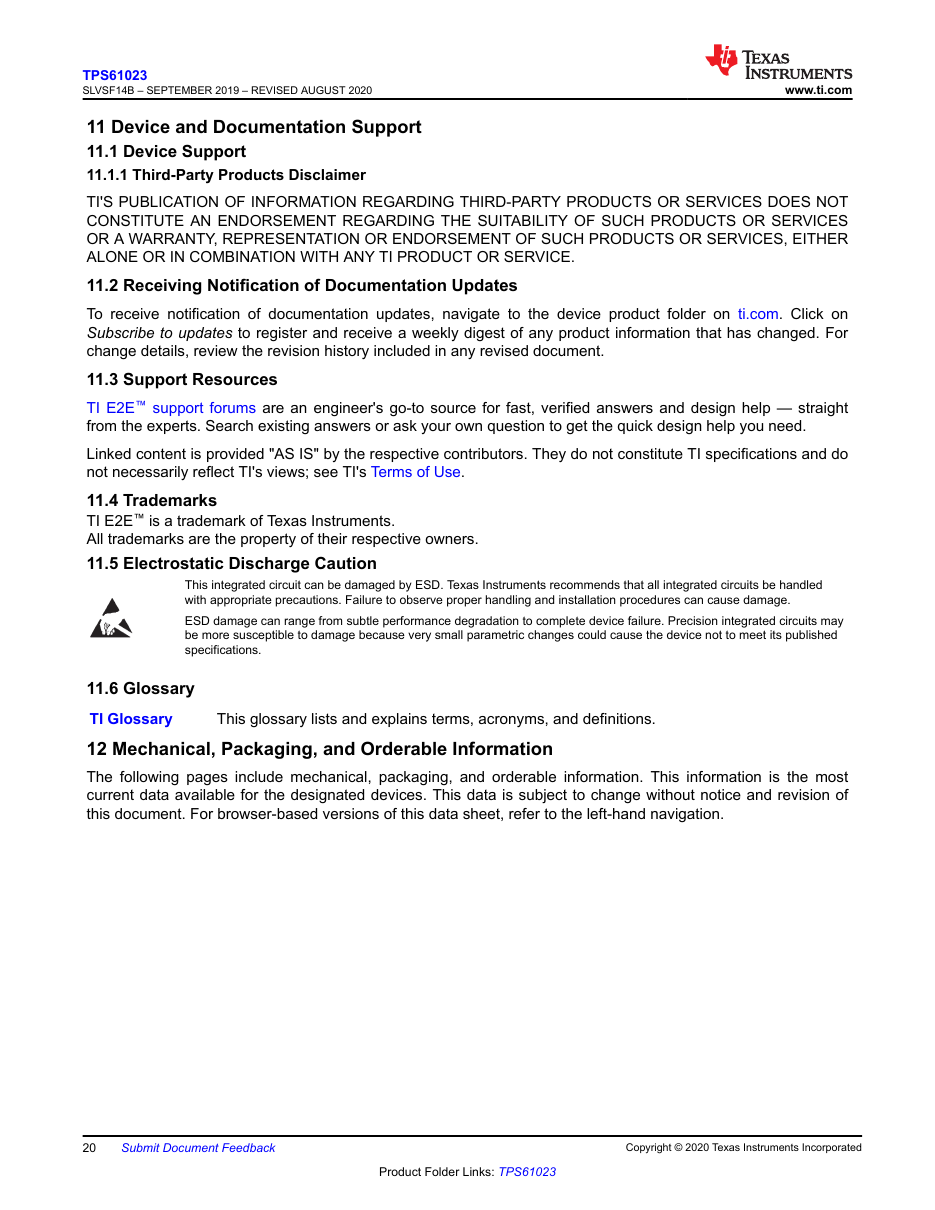 TEXAS
INSTRUMENTS
TPS61023
SLVSF14B – SEPTEMBER 2019 – REVISED AUGUST 2020
www.ti.com
11 Device and Documentation Support
11.1 Device Support
11.1.1 Third-Party Products Disclaimer
TI'S PUBLICATION OF INFORMATION REGARDING THIRD-PARTY PRODUCTS OR SERVICES DOES NOT
CONSTITUTE AN ENDORSEMENT REGARDING THE SUITABILITY OF SUCH PRODUCTS OR SERVICES
OR A WARRANTY, REPRESENTATION OR ENDORSEMENT OF SUCH PRODUCTS OR SERVICES, EITHER
ALONE OR IN COMBINATION WITH ANY TI PRODUCT OR SERVICE.
11.2 Receiving Notification of Documentation Updates
To receive notification of documentation updates, navigate to the device product folder on ti.com. Click on
Subscribe to updates to register and receive a weekly digest of any product information that has changed. For
change details, review the revision history included in any revised document.
11.3 Support Resources
TI E2E™ support forums are an engineer's go-to source for fast, verified answers and design help — straight
from the experts. Search existing answers or ask your own question to get the quick design help you need.
Linked content is provided "AS IS" by the respective contributors. They do not constitute TI specifications and do
not necessarily reflect TI's views; see TI's Terms of Use.
11.4 Trademarks
TI E2E™ is a trademark of Texas Instruments.
All trademarks are the property of their respective owners.
11.5 Electrostatic Discharge Caution
This integrated circuit can be damaged by ESD. Texas Instruments recommends that all integrated circuits be handled
with appropriate precautions. Failure to observe proper handling and installation procedures can cause damage.
ESD damage can range from subtle performance degradation to complete device failure. Precision integrated circuits may
be more susceptible to damage because very small parametric changes could cause the device not to meet its published
specifications.
11.6 Glossary
TI Glossary This glossary lists and explains terms, acronyms, and definitions.
12 Mechanical, Packaging, and Orderable Information
The following pages include mechanical, packaging, and orderable information. This information is the most
current data available for the designated devices. This data is subject to change without notice and revision of
this document. For browser-based versions of this data sheet, refer to the left-hand navigation.
20 Submit Document Feedback Copyright © 2020 Texas Instruments Incorporated
Product Folder Links: TPS61023